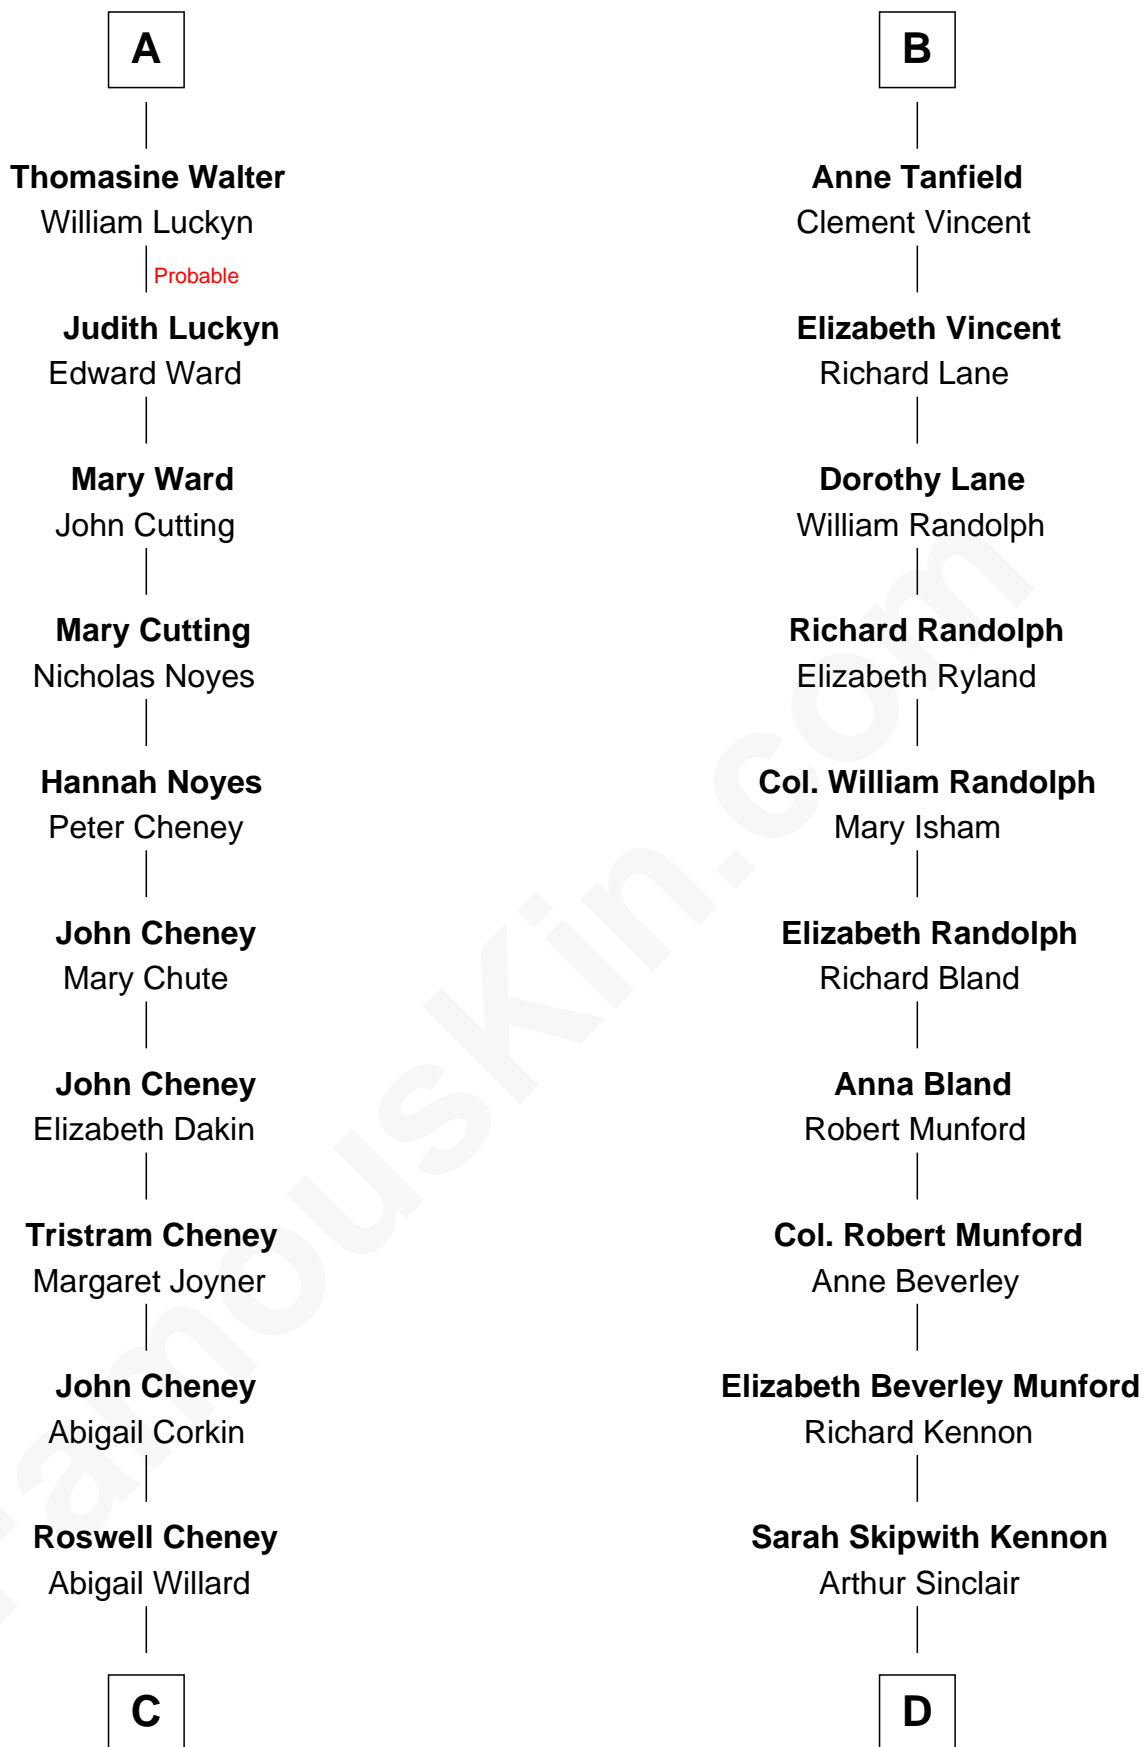 A
Thomasine Walter
William Luckyn
Probable
Judith Luckyn
Edward Ward
Mary Ward
John Cutting
Mary Cutting
Nicholas Noyes
Hannah Noyes
Peter Cheney
John Cheney
Mary Chute
John Cheney
Elizabeth Dakin
Tristram Cheney
Margaret Joyner
John Cheney
Abigail Corkin
Roswell Cheney
Abigail Willard
C
B
Anne Tanfield
Clement Vincent
Elizabeth Vincent
Richard Lane
Dorothy Lane
William Randolph
Richard Randolph
Elizabeth Ryland
Col. William Randolph
Mary Isham
Elizabeth Randolph
Richard Bland
Anna Bland
Robert Munford
Col. Robert Munford
Anne Beverley
Elizabeth Beverley Munford
Richard Kennon
Sarah Skipwith Kennon
Arthur Sinclair
D
FamousKin.com